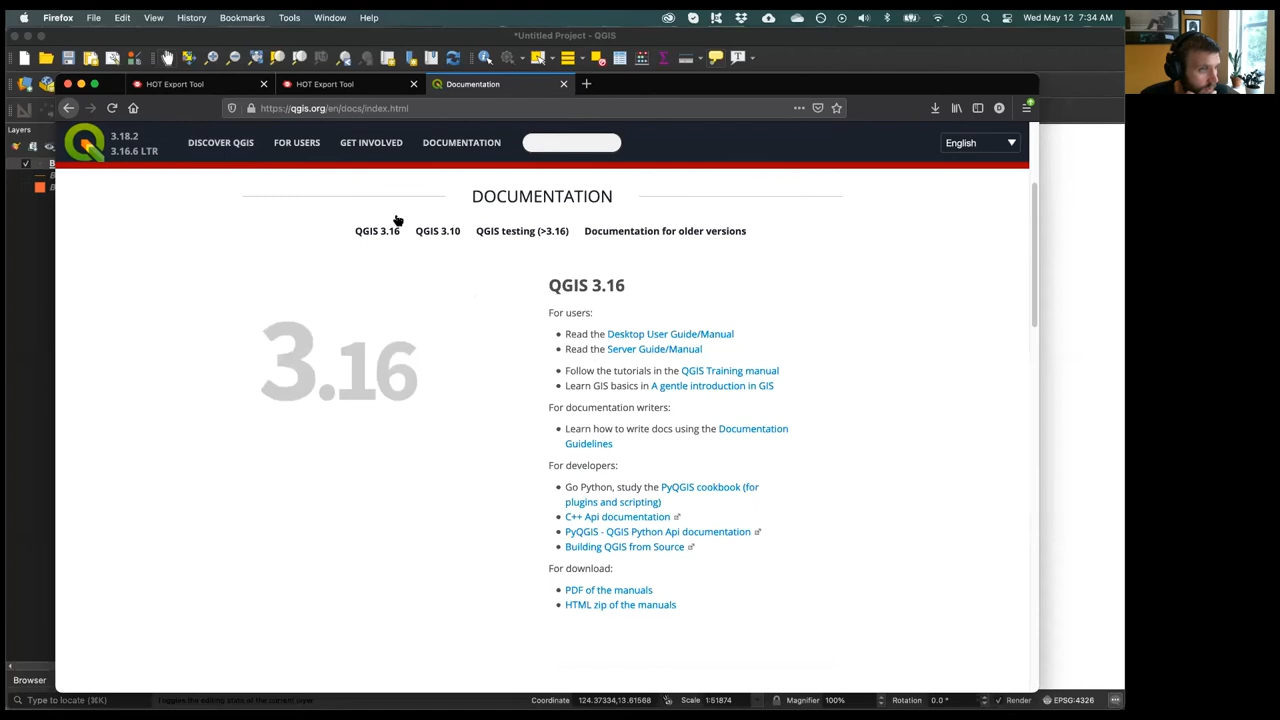 Firefox File Edit View History Bookmarks Tools Window Help Wed May 12 7:34 AM
*Untitled Project - QGIS
HOT Export Tool HOT Export Tool Documentation
https://qgis.org/en/docs/index.html
Layers
3.18.2
3.16.6 LTR
DISCOVER QGIS FOR USERS GET INVOLVED DOCUMENTATION English
DOCUMENTATION
QGIS 3.16 QGIS 3.10 QGIS testing (>3.16) Documentation for older versions
3.16
QGIS 3.16
For users:
Read the Desktop User Guide/Manual
Read the Server Guide/Manual
Follow the tutorials in the QGIS Training manual
Learn GIS basics in A gentle introduction in GIS
For documentation writers:
Learn how to write docs using the Documentation
Guidelines
For developers:
Go Python, study the PyQGIS cookbook (for
plugins and scripting)
C++ Api documentation
PyQGIS - QGIS Python Api documentation
Building QGIS from Source
For download:
PDF of the manuals
HTML zip of the manuals
Browser
Type to locate (⌘K) Toggles the editing state of the current layer Coordinate 124.37334,13.61568 Scale 1:51874 Magnifier 100% Rotation 0.0 ° Render EPSG:4326